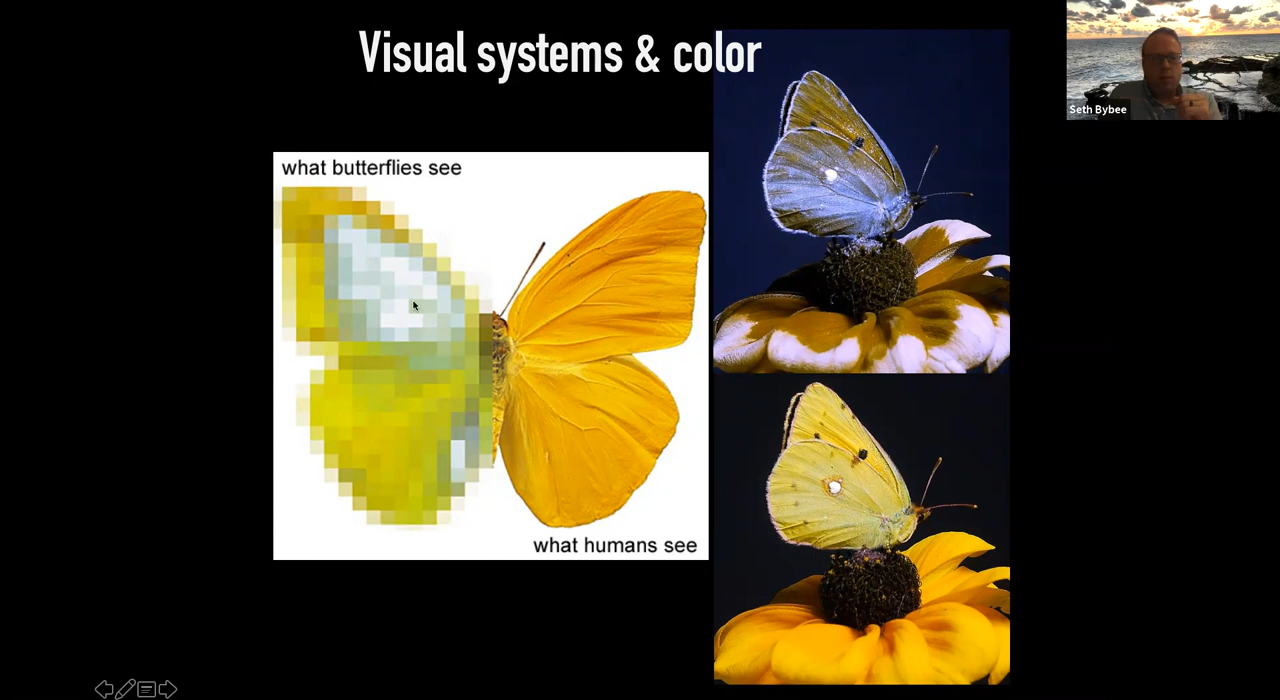 Visual systems & color
Seth Bybee
what butterflies see
what humans see